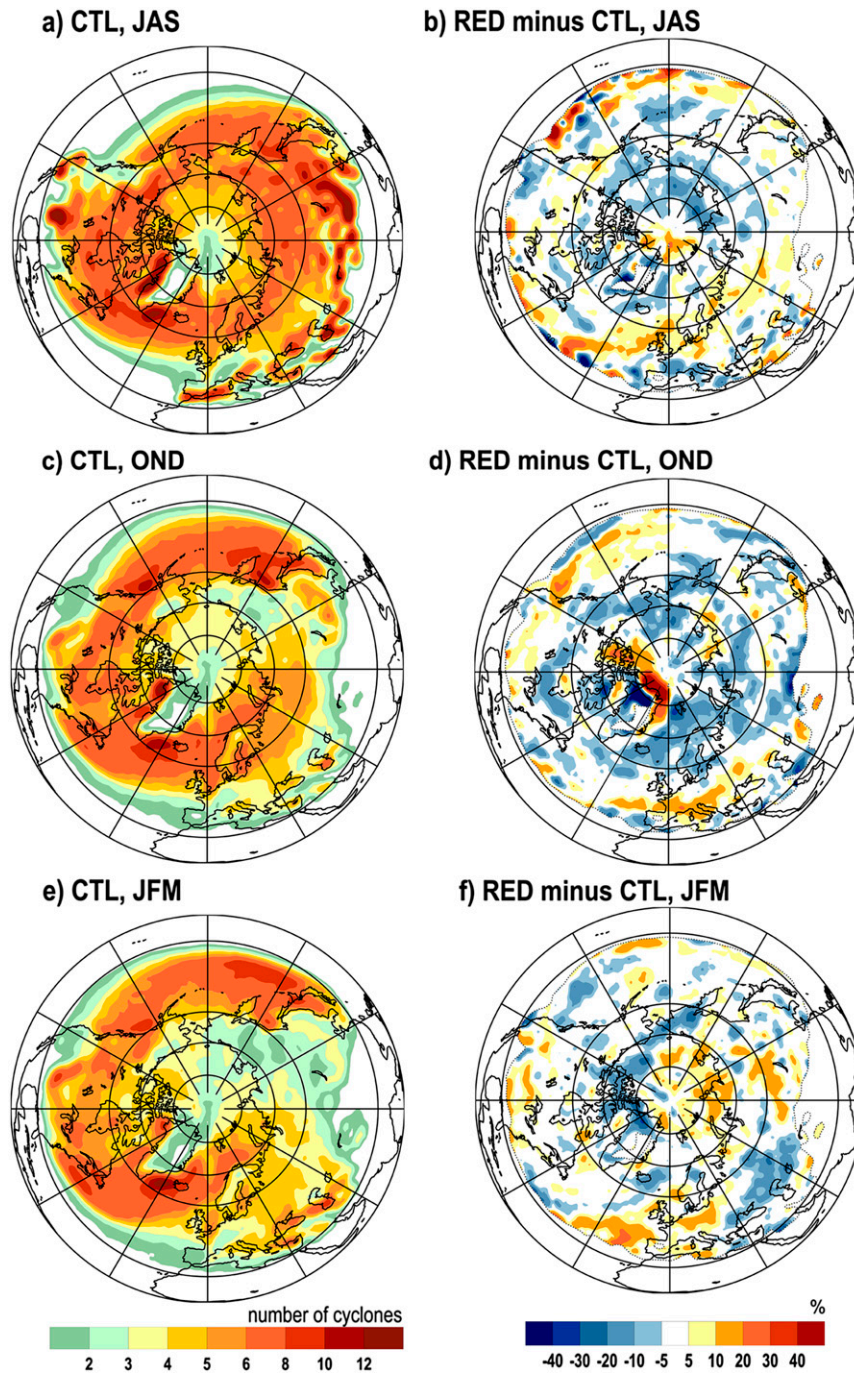 a) CTL, JAS
b) RED minus CTL, JAS
c) CTL, OND
d) RED minus CTL, OND
e) CTL, JFM
f) RED minus CTL, JFM
number of cyclones
2 3 4 5 6 8 10 12
%
-40 -30 -20 -10 -5 5 10 20 30 40